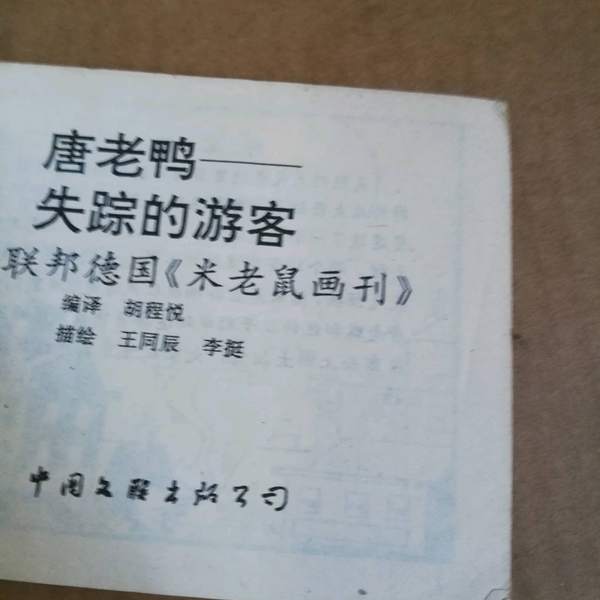 唐老鸭——
失踪的游客
联邦德国《米老鼠画刊》
编译 胡程悦
描绘 王同辰 李挺
中国文联出版公司